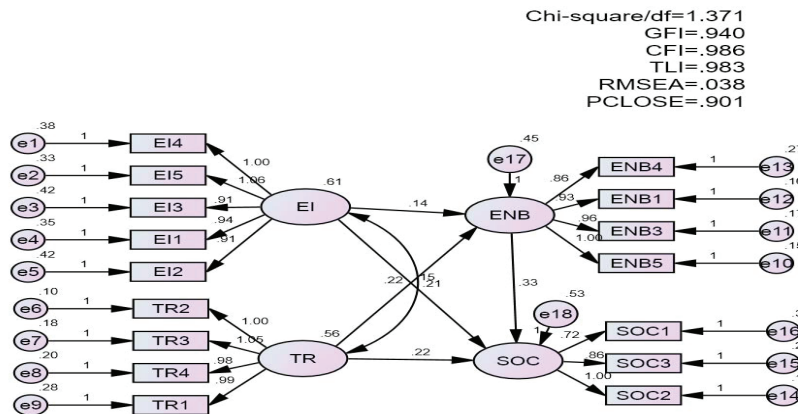 Chi-square/df=1.371
GFI=.940
CFI=.986
TLI=.983
RMSEA=.038
PCLOSE=.901
.38
e1 1 EI4
.33
e2 1 EI5
.42
e3 1 EI3
.35
e4 1 EI1
.42
e5 1 EI2
1.00
1.06
.91
.94
.91
.61
EI
.10
e6 1 TR2
.18
e7 1 TR3
.20
e8 1 TR4
.28
e9 1 TR1
1.00
1.05
.98
.99
.56
TR
.14
.22
.15
.21
.22
.33
.45
e17
1
ENB
.86
.93
.96
1.00
ENB4 1 e13
ENB1 1 e12
ENB3 1 e11
ENB5 1 e10
.53
e18
1
SOC
.72
.86
1.00
SOC1 1 e16
SOC3 1 e15
SOC2 1 e14